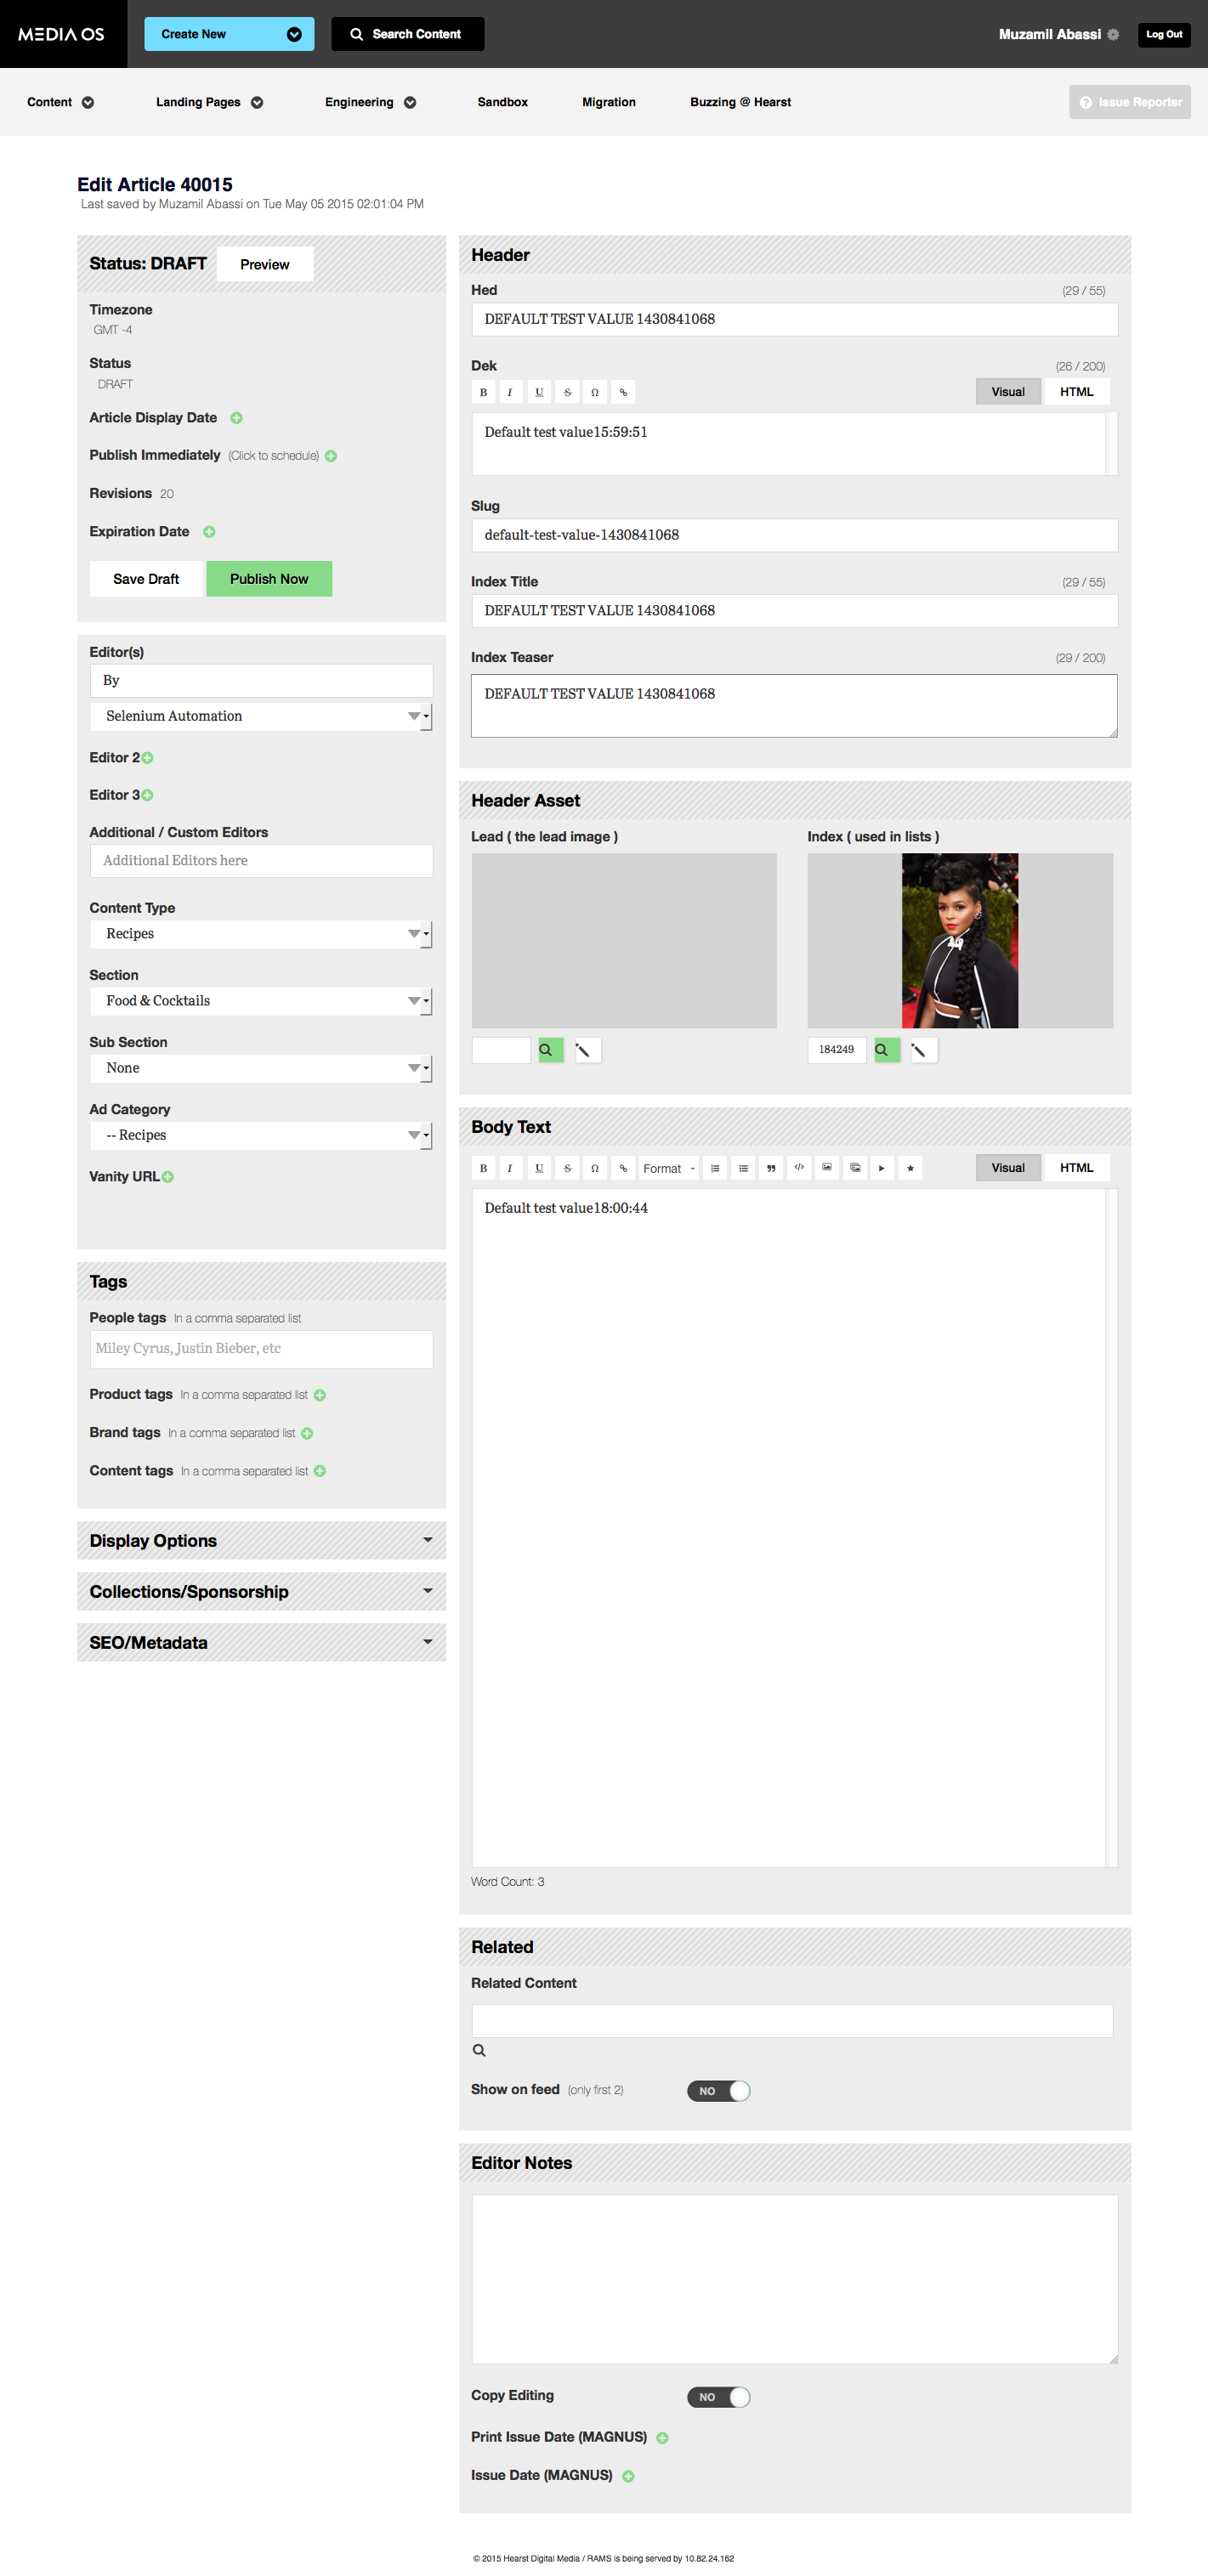 MEDIA OS
Create New
Search Content
Muzamil Abassi
Log Out
Content
Landing Pages
Engineering
Sandbox
Migration
Buzzing @ Hearst
Issue Reporter
Edit Article 40015
Last saved by Muzamil Abassi on Tue May 05 2015 02:01:04 PM
Status: DRAFT
Preview
Timezone
GMT -4
Status
DRAFT
Article Display Date
Publish Immediately (Click to schedule)
Revisions 20
Expiration Date
Save Draft
Publish Now
Editor(s)
By
Selenium Automation
Editor 2
Editor 3
Additional / Custom Editors
Additional Editors here
Content Type
Recipes
Section
Food & Cocktails
Sub Section
None
Ad Category
-- Recipes
Vanity URL
Tags
People tags In a comma separated list
Miley Cyrus, Justin Bieber, etc
Product tags In a comma separated list
Brand tags In a comma separated list
Content tags In a comma separated list
Display Options
Collections/Sponsorship
SEO/Metadata
Header
Hed (29 / 55)
DEFAULT TEST VALUE 1430841068
Dek (26 / 200)
B I U S Ω
Visual HTML
Default test value15:59:51
Slug
default-test-value-1430841068
Index Title (29 / 55)
DEFAULT TEST VALUE 1430841068
Index Teaser (29 / 200)
DEFAULT TEST VALUE 1430841068
Header Asset
Lead ( the lead image )
Index ( used in lists )
184249
Body Text
B I U S Ω Format
Visual HTML
Default test value18:00:44
Word Count: 3
Related
Related Content
Show on feed (only first 2) NO
Editor Notes
Copy Editing NO
Print Issue Date (MAGNUS)
Issue Date (MAGNUS)
© 2015 Hearst Digital Media / RAMS is being served by 10.82.24.162